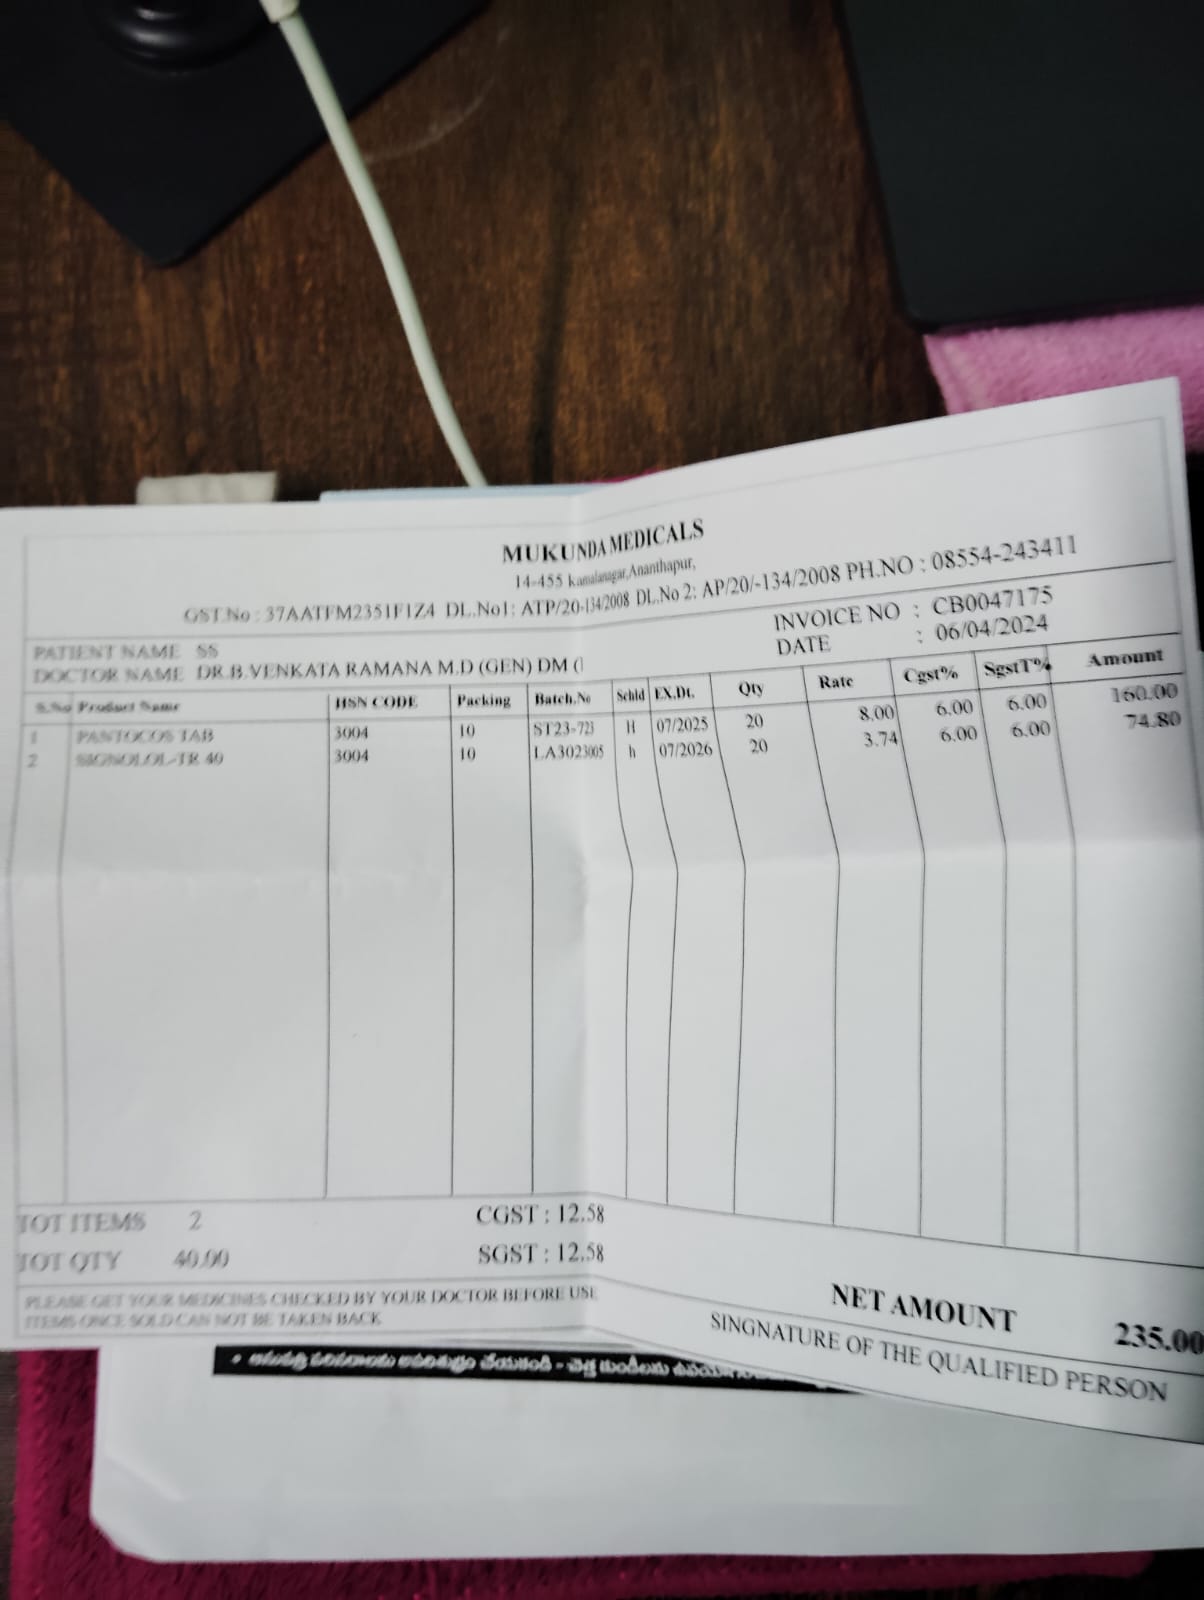 MUKUNDA MEDICALS
14-455 Kamalanagar,Ananthapur,
GST.No : 37AATFM2351F1Z4 DL.No1: ATP/20-134/2008 DL.No 2: AP/20/-134/2008 PH.NO : 08554-243411
PATIENT NAME SS
INVOICE NO : CB0047175
DOCTOR NAME DR.B.VENKATA RAMANA M.D (GEN) DM (
DATE : 06/04/2024
S.No Product Name HSN CODE Packing Batch.No Schld EX.Dt. Qty Rate Cgst% SgstT% Amount
1 PANTOCOS TAB 3004 10 ST23-723 H 07/2025 20 8.00 6.00 6.00 160.00
2 SIGNOLOL-TR 40 3004 10 LA3023005 h 07/2026 20 3.74 6.00 6.00 74.80
TOT ITEMS 2 CGST : 12.58
TOT QTY 40.00 SGST : 12.58
NET AMOUNT 235.00
PLEASE GET YOUR MEDICINES CHECKED BY YOUR DOCTOR BEFORE USE
ITEMS ONCE SOLD CAN NOT BE TAKEN BACK
SINGNATURE OF THE QUALIFIED PERSON